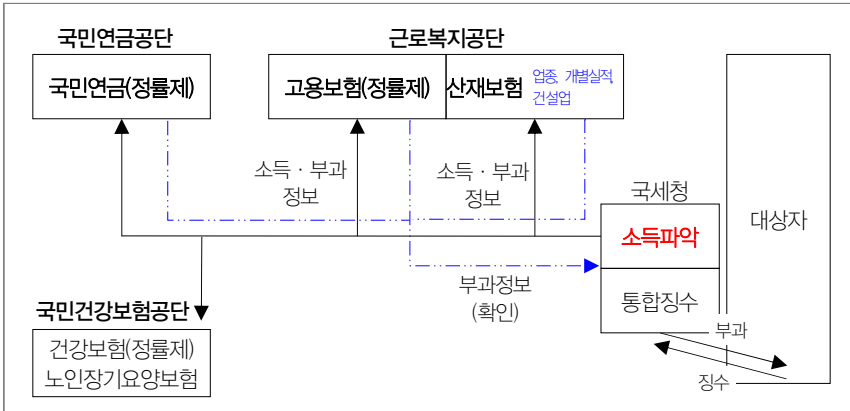 국민연금공단
근로복지공단
국민연금(정률제)
고용보험(정률제)
산재보험
업종, 개별실적,
건설업
소득 · 부과
정보
소득 · 부과
정보
국세청
소득파악
대상자
부과정보
(확인)
통합징수
국민건강보험공단
건강보험(정률제)
노인장기요양보험
부과
징수